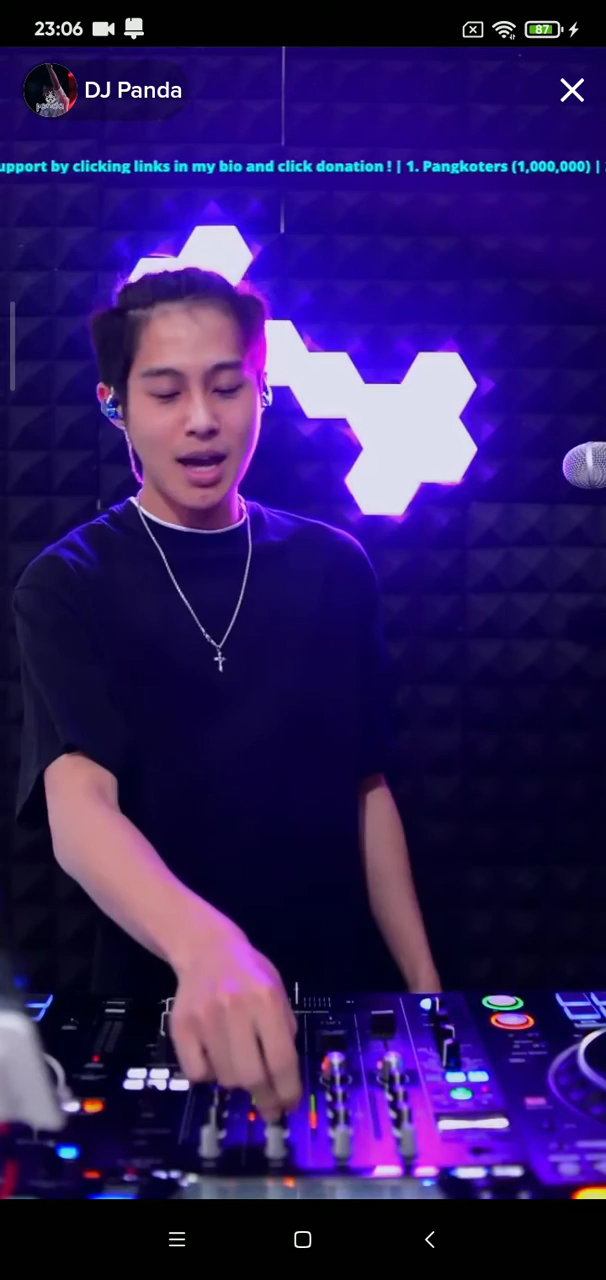 23:06
87
DJ Panda
panda
upport by clicking links in my bio and click donation ! | 1. Pangkoters (1,000,000) |